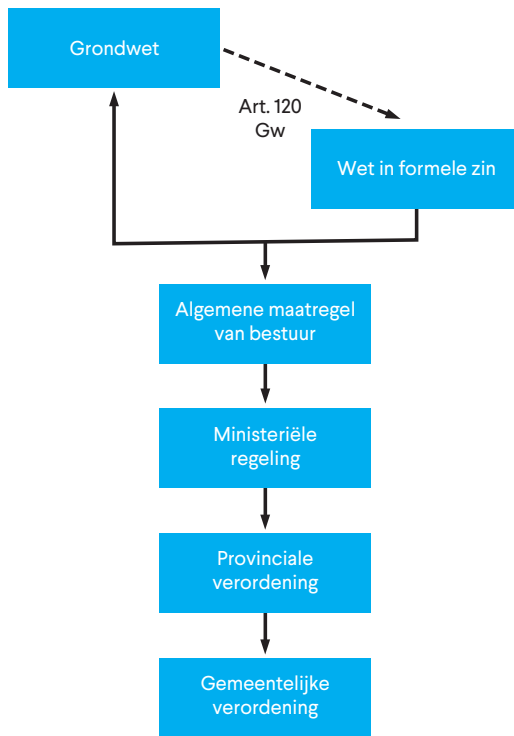 Grondwet
Art. 120
Gw
Wet in formele zin
Algemene maatregel
van bestuur
Ministeriële
regeling
Provinciale
verordening
Gemeentelijke
verordening